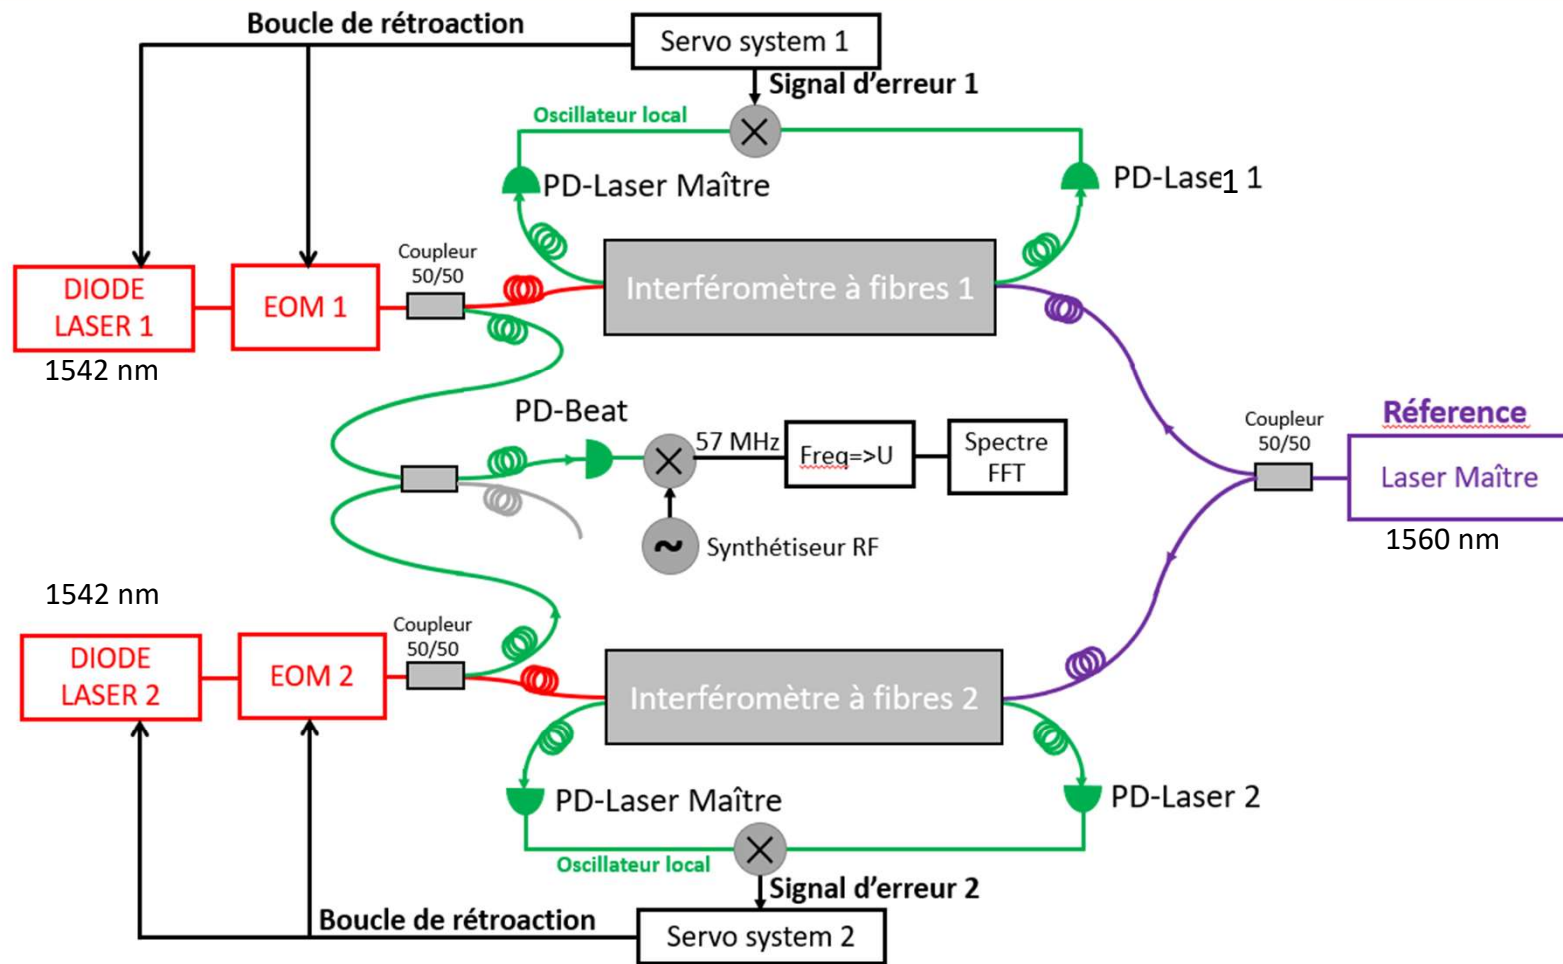 Boucle de rétroaction
Servo system 1
Signal d'erreur 1
Oscillateur local
PD-Laser Maître
PD-Lase1 1
Coupleur
50/50
DIODE
LASER 1
EOM 1
Interféromètre à fibres 1
1542 nm
PD-Beat
57 MHz
Freq=>U
Spectre
FFT
Coupleur
50/50
Réference
Laser Maître
1560 nm
~
Synthétiseur RF
1542 nm
Coupleur
50/50
DIODE
LASER 2
EOM 2
Interféromètre à fibres 2
PD-Laser Maître
PD-Laser 2
Oscillateur local
Signal d'erreur 2
Boucle de rétroaction
Servo system 2